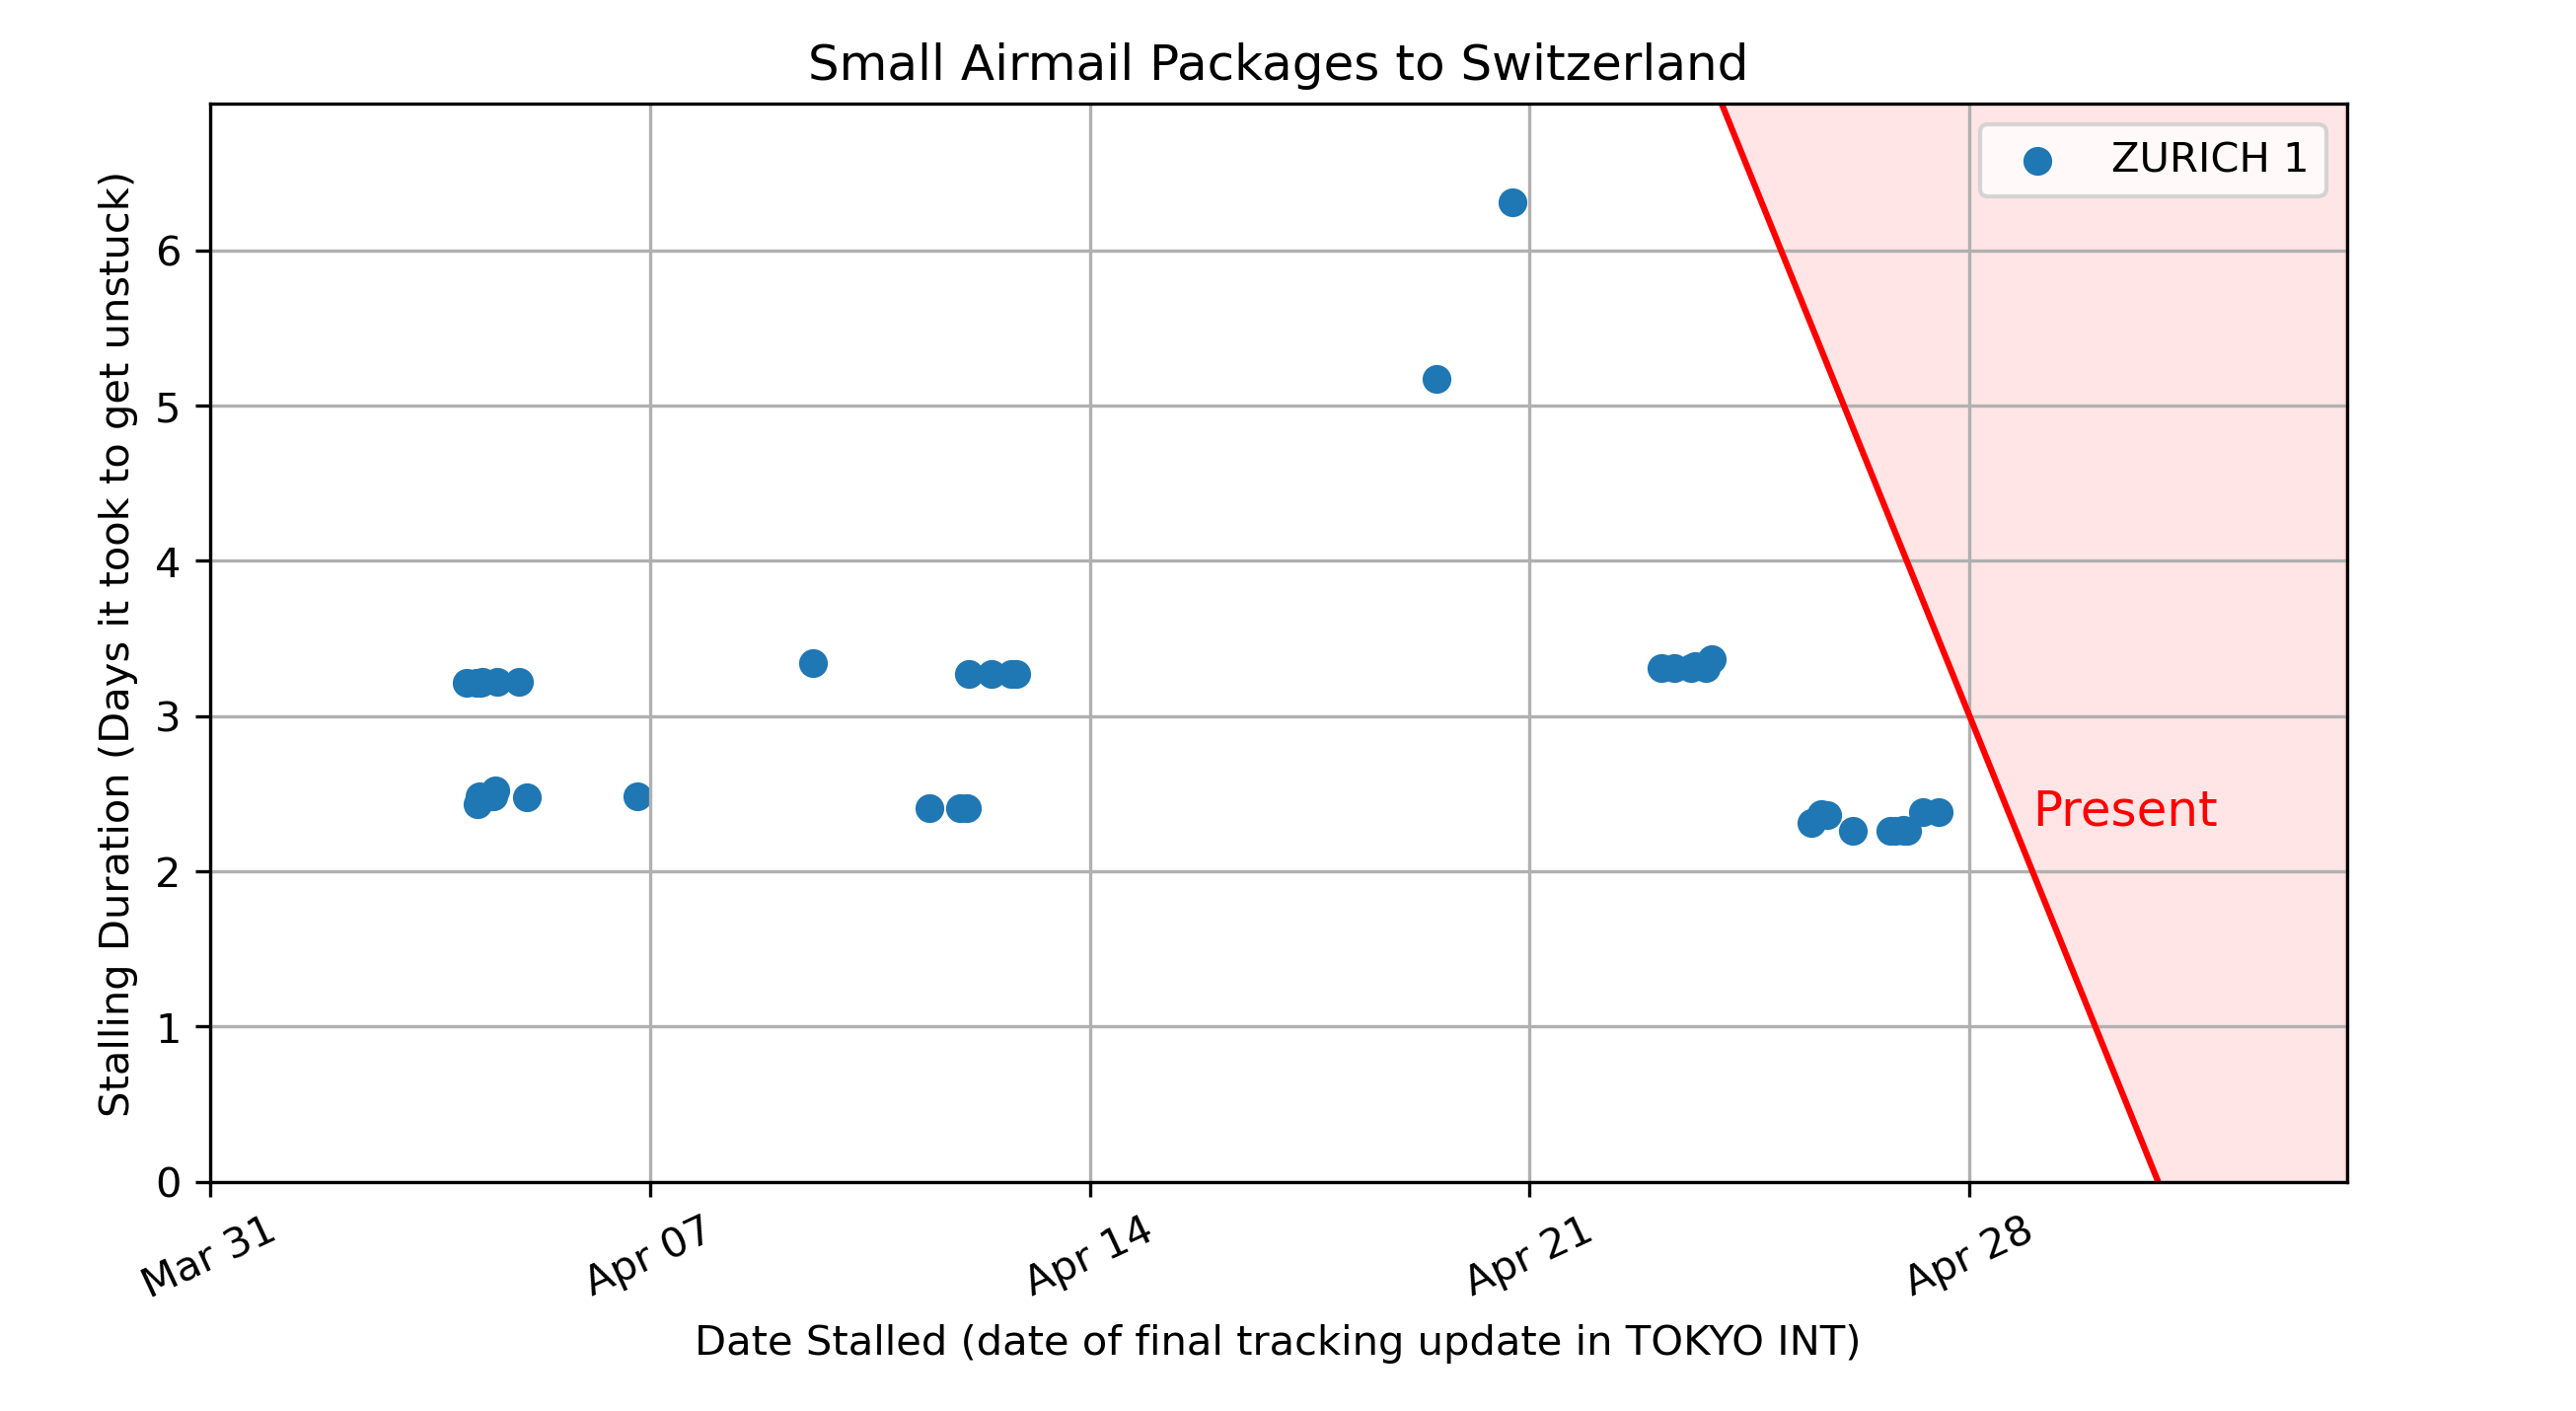 Small Airmail Packages to Switzerland
ZURICH 1
Stalling Duration (Days it took to get unstuck)
6
5
4
3
2
1
0
Present
Mar 31
Apr 07
Apr 14
Apr 21
Apr 28
Date Stalled (date of final tracking update in TOKYO INT)